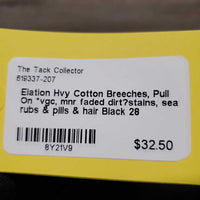 The Tack Collector
619337-207
Elation Hvy Cotton Breeches, Pull
On *vgc, mnr faded dirt?stains, sea
rubs & pills & hair Black 28
8Y21V9
$32.50